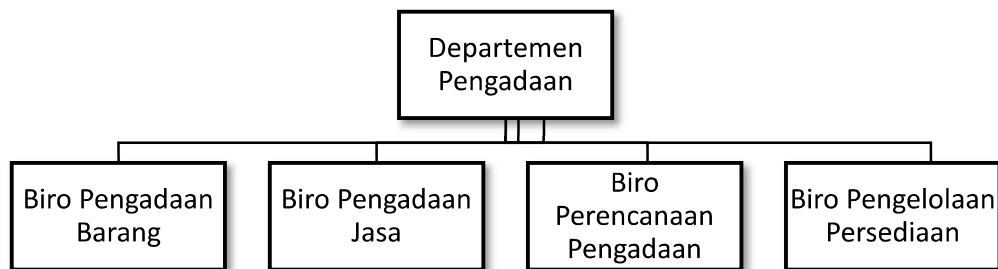 Departemen
Pengadaan
Biro Pengadaan
Barang
Biro Pengadaan
Jasa
Biro
Perencanaan
Pengadaan
Biro Pengelolaan
Persediaan